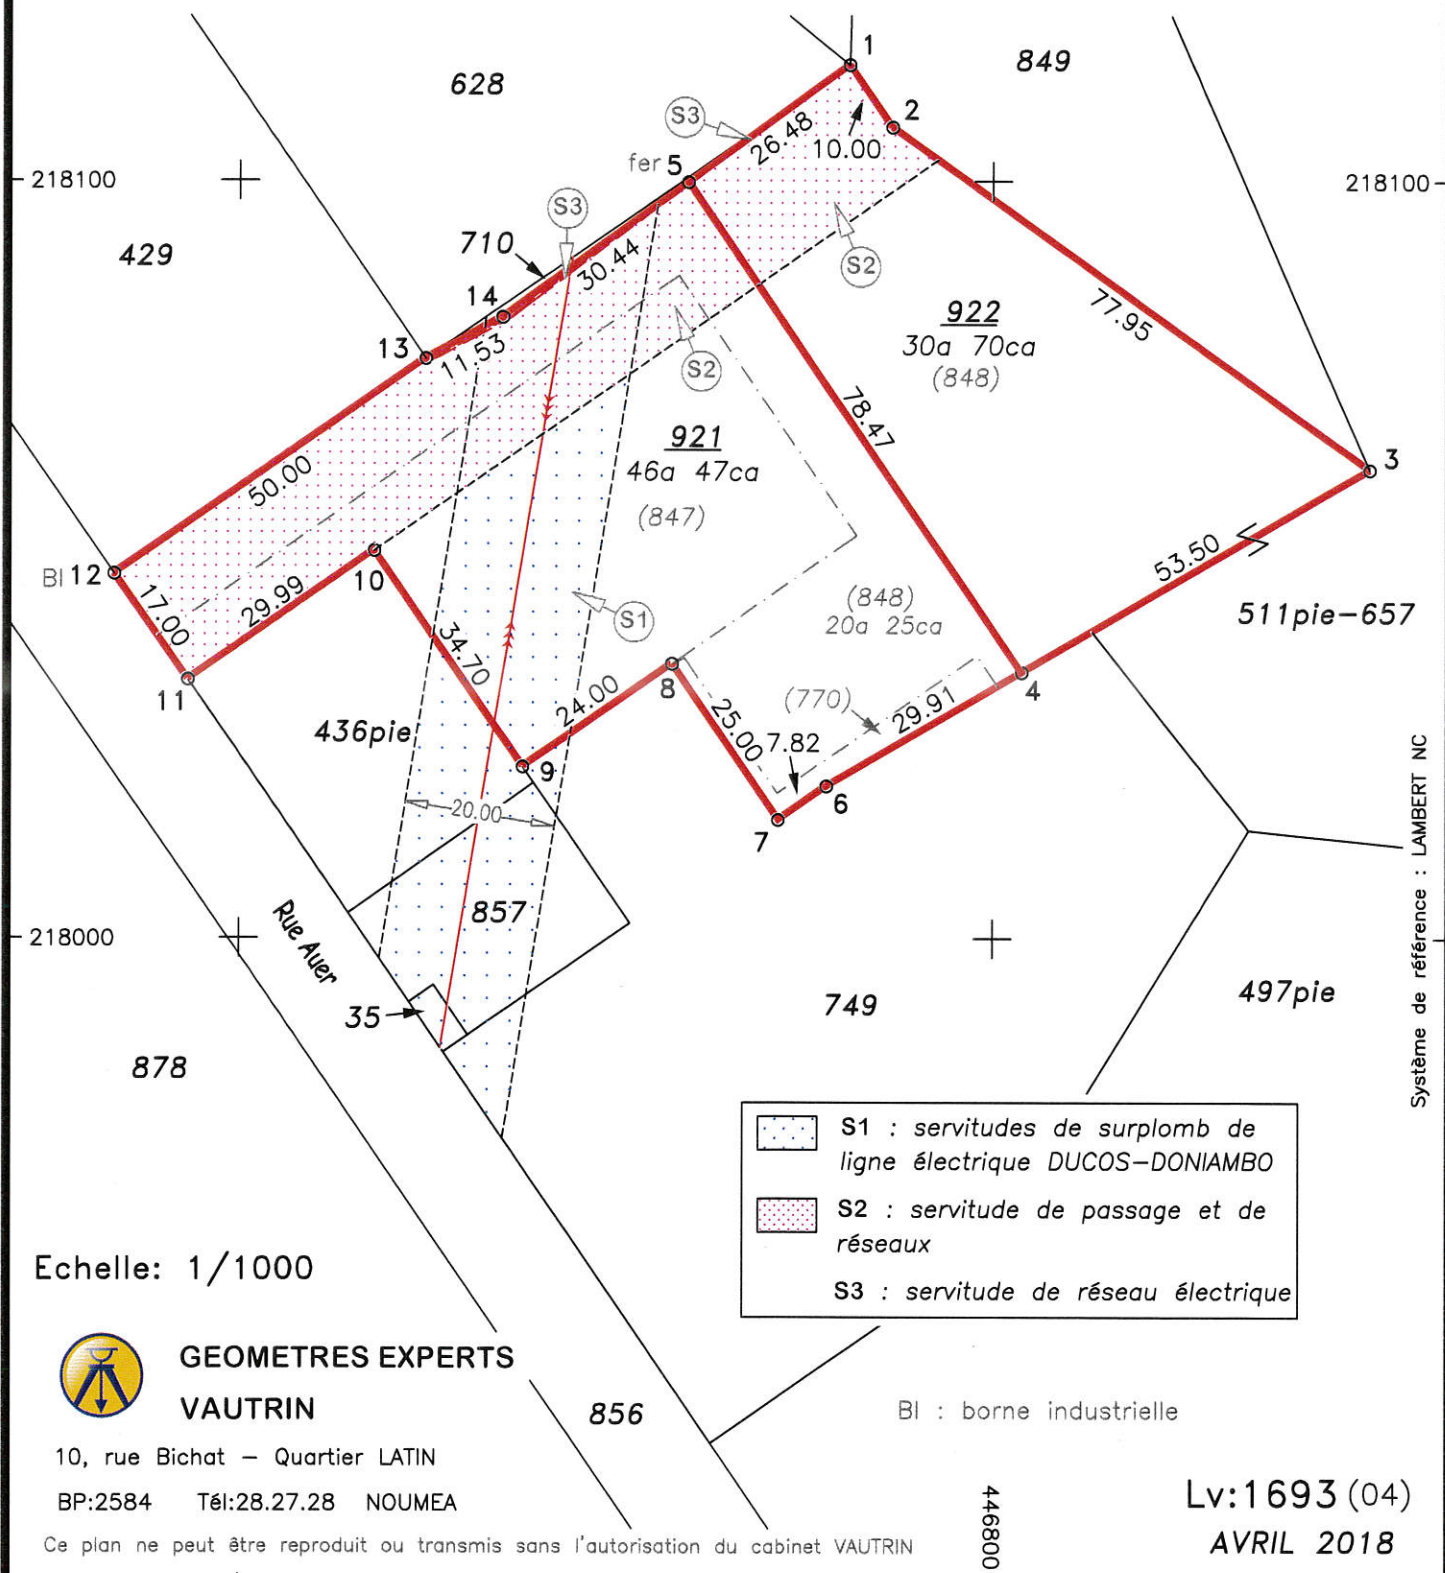 1
849
628
S3
2
26.48
10.00
fer 5
218100
218100
S3
710
30.44
429
S2
14
922
77.95
30a 70ca
(848)
13
11.53
S2
78.47
921
46a 47ca
3
50.00
(847)
53.50
BI 12
10
17.00
29.99
(848)
20a 25ca
511pie-657
S1
34.70
11
8
4
24.00
(770)
29.91
436pie
25.00
7.82
9
6
20.00
7
Système de référence : LAMBERT NC
857
Rue Auer
218000
35
749
497pie
878
S1 : servitudes de surplomb de
ligne électrique DUCOS-DONIAMBO
S2 : servitude de passage et de
réseaux
S3 : servitude de réseau électrique
Echelle: 1/1000
GEOMETRES EXPERTS
VAUTRIN
856
BI : borne industrielle
10, rue Bichat - Quartier LATIN
BP:2584 Tél:28.27.28 NOUMEA
446800
Lv:1693 (04)
AVRIL 2018
Ce plan ne peut être reproduit ou transmis sans l'autorisation du cabinet VAUTRIN